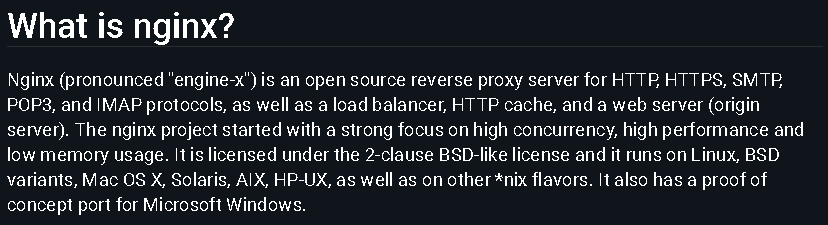 What is nginx?
Nginx (pronounced "engine-x") is an open source reverse proxy server for HTTP, HTTPS, SMTP,
POP3, and IMAP protocols, as well as a load balancer, HTTP cache, and a web server (origin
server). The nginx project started with a strong focus on high concurrency, high performance and
low memory usage. It is licensed under the 2-clause BSD-like license and it runs on Linux, BSD
variants, Mac OS X, Solaris, AIX, HP-UX, as well as on other *nix flavors. It also has a proof of
concept port for Microsoft Windows.